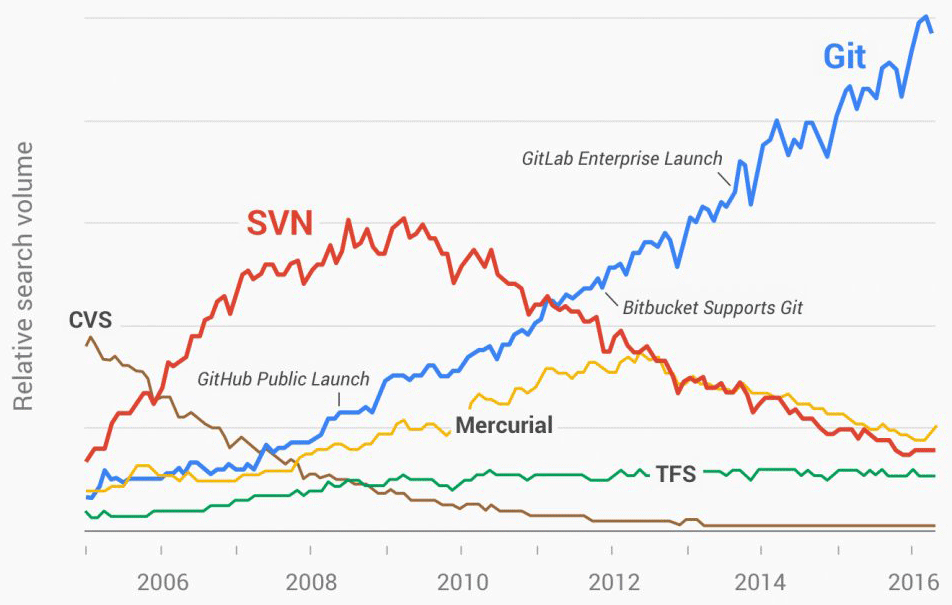 Git
GitLab Enterprise Launch
SVN
Bitbucket Supports Git
CVS
GitHub Public Launch
Mercurial
TFS
Relative search volume
2006 2008 2010 2012 2014 2016